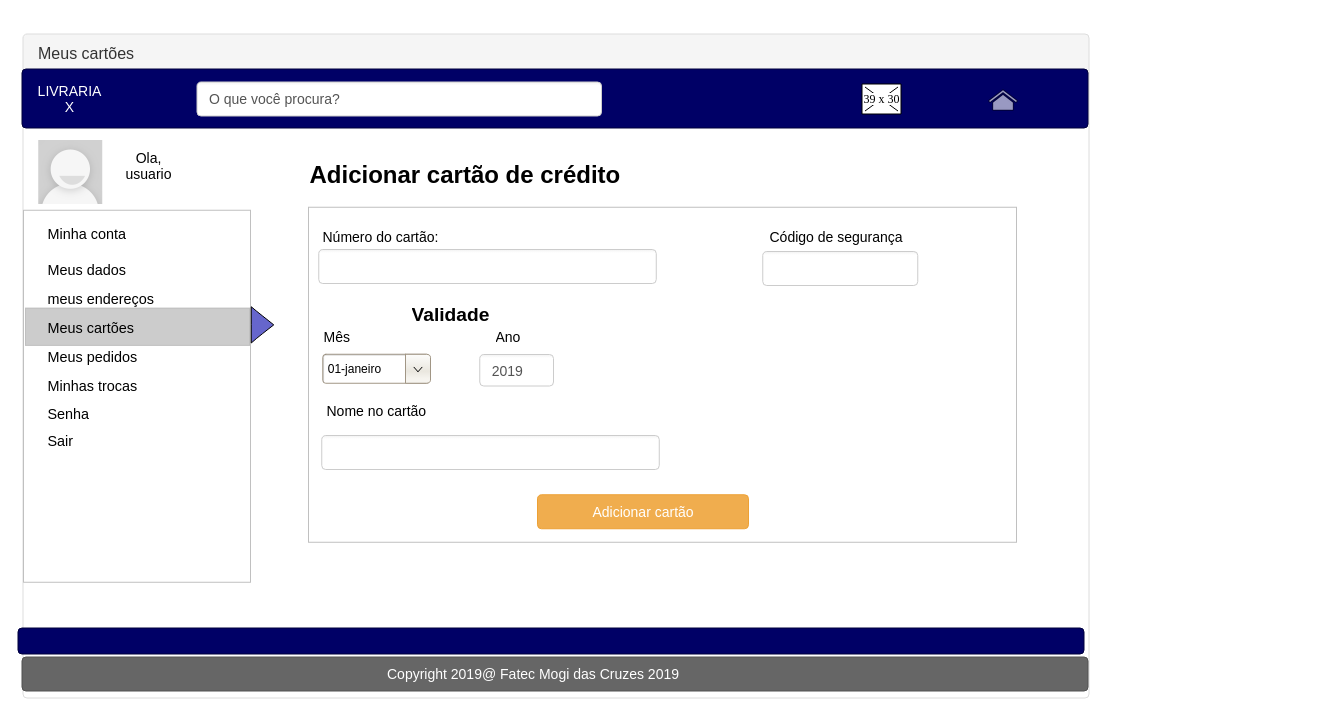 Meus cartões
LIVRARIA
X
O que você procura?
39 x 30
Ola,
usuario
Minha conta
Meus dados
meus endereços
Meus cartões
Meus pedidos
Minhas trocas
Senha
Sair
Adicionar cartão de crédito
Número do cartão:
Código de segurança
Validade
Mês
Ano
01-janeiro
2019
Nome no cartão
Adicionar cartão
Copyright 2019@ Fatec Mogi das Cruzes 2019